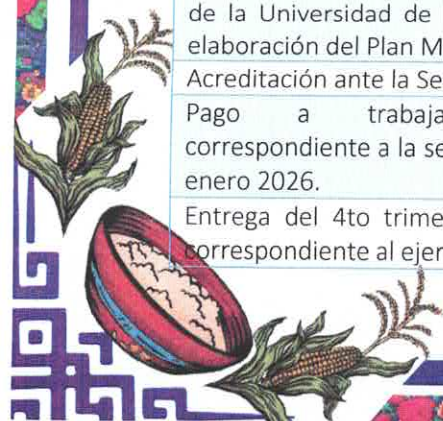 de la Universidad de
elaboración del Plan M
Acreditación ante la Se
Pago a trabaja
correspondiente a la se
enero 2026.
Entrega del 4to trime
correspondiente al ejer